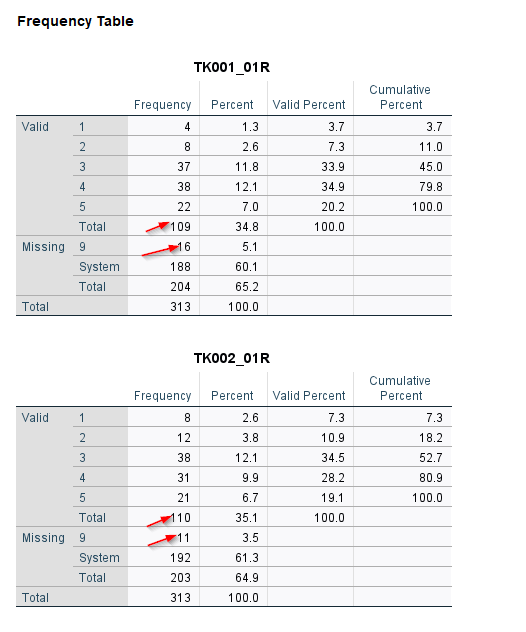 Frequency Table
TK001_01R
Frequency Percent Valid Percent Cumulative Percent
Valid 1 4 1.3 3.7 3.7
2 8 2.6 7.3 11.0
3 37 11.8 33.9 45.0
4 38 12.1 34.9 79.8
5 22 7.0 20.2 100.0
Total 109 34.8 100.0
Missing 9 16 5.1
System 188 60.1
Total 204 65.2
Total 313 100.0
TK002_01R
Frequency Percent Valid Percent Cumulative Percent
Valid 1 8 2.6 7.3 7.3
2 12 3.8 10.9 18.2
3 38 12.1 34.5 52.7
4 31 9.9 28.2 80.9
5 21 6.7 19.1 100.0
Total 110 35.1 100.0
Missing 9 11 3.5
System 192 61.3
Total 203 64.9
Total 313 100.0